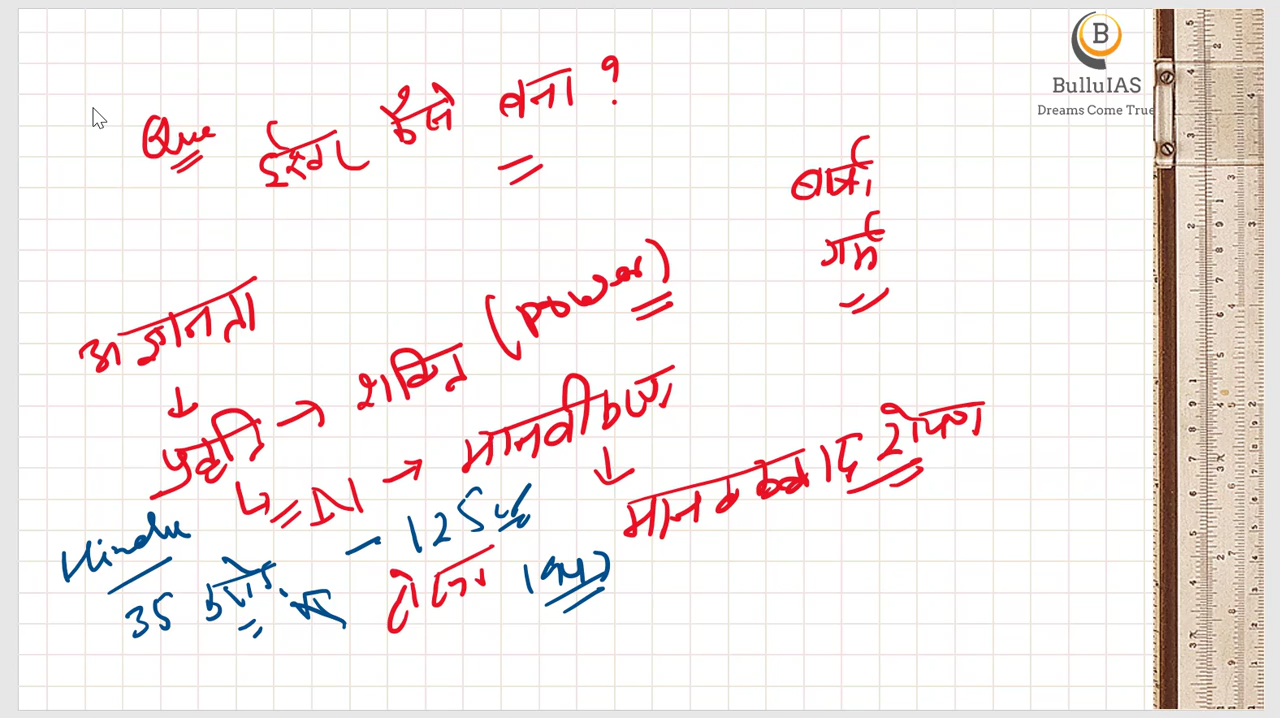 B
BulluIAS
Dreams Come True
Que ईश्वर कैसे बना ?
बर्फ
गर्म
अज्ञानता
↓
प्रकृति → शक्ति (Power)
↳ N → मानवीकरण
↓
मानवत्वारोपण
Hindu — 125
35 करोड़